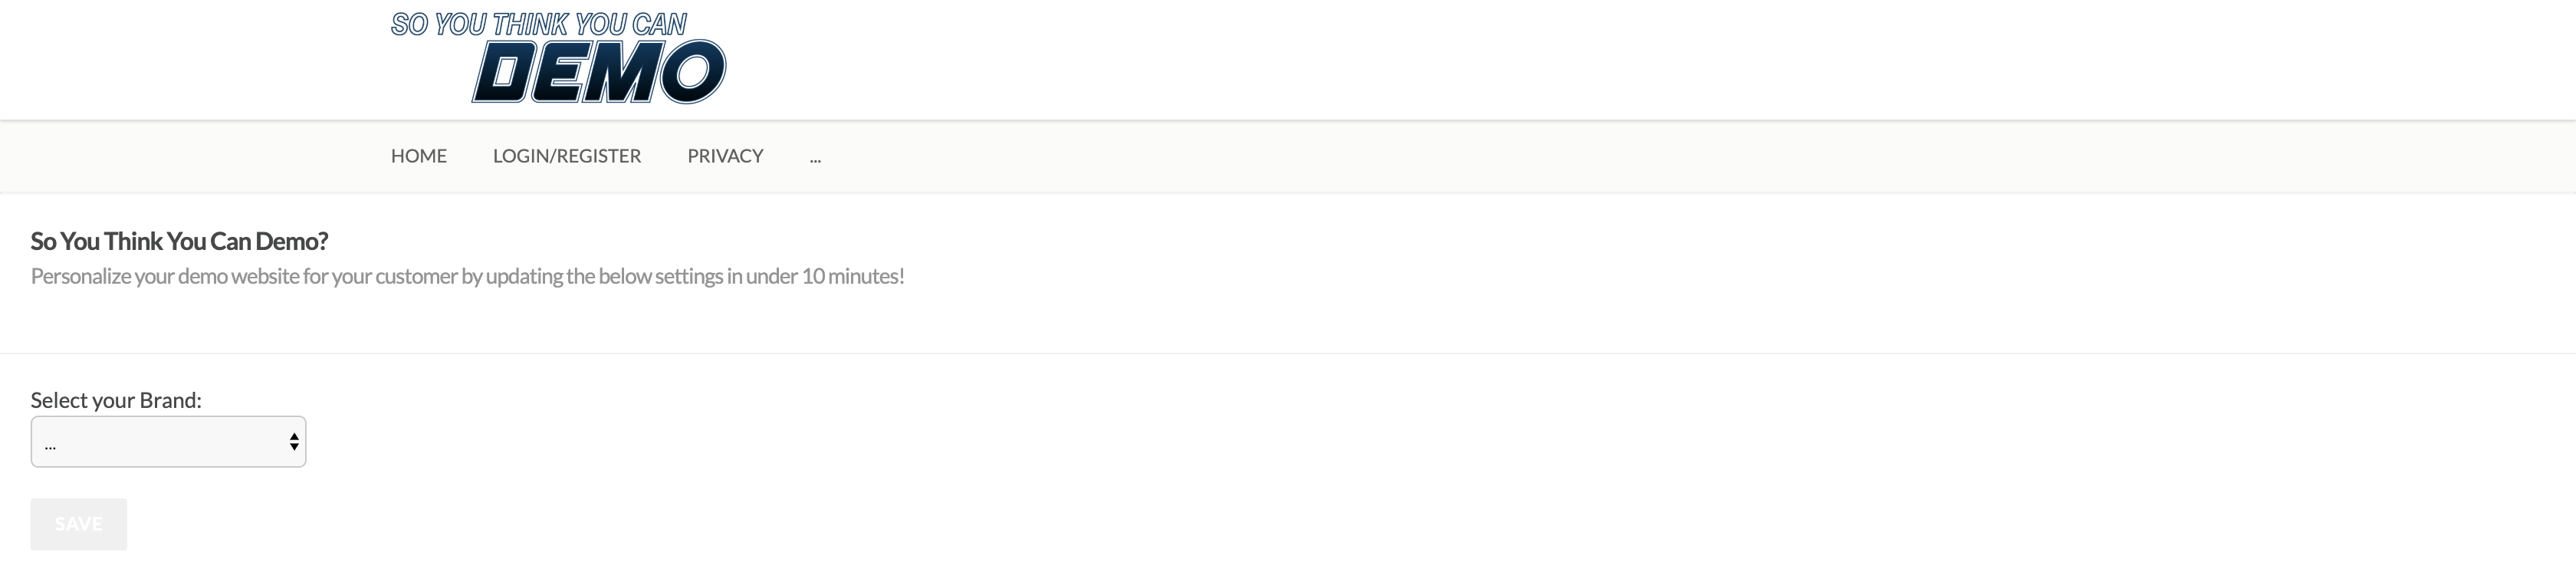 SO YOU THINK YOU CAN
DEMO
HOME LOGIN/REGISTER PRIVACY ...
So You Think You Can Demo?
Personalize your demo website for your customer by updating the below settings in under 10 minutes!
Select your Brand:
...
SAVE